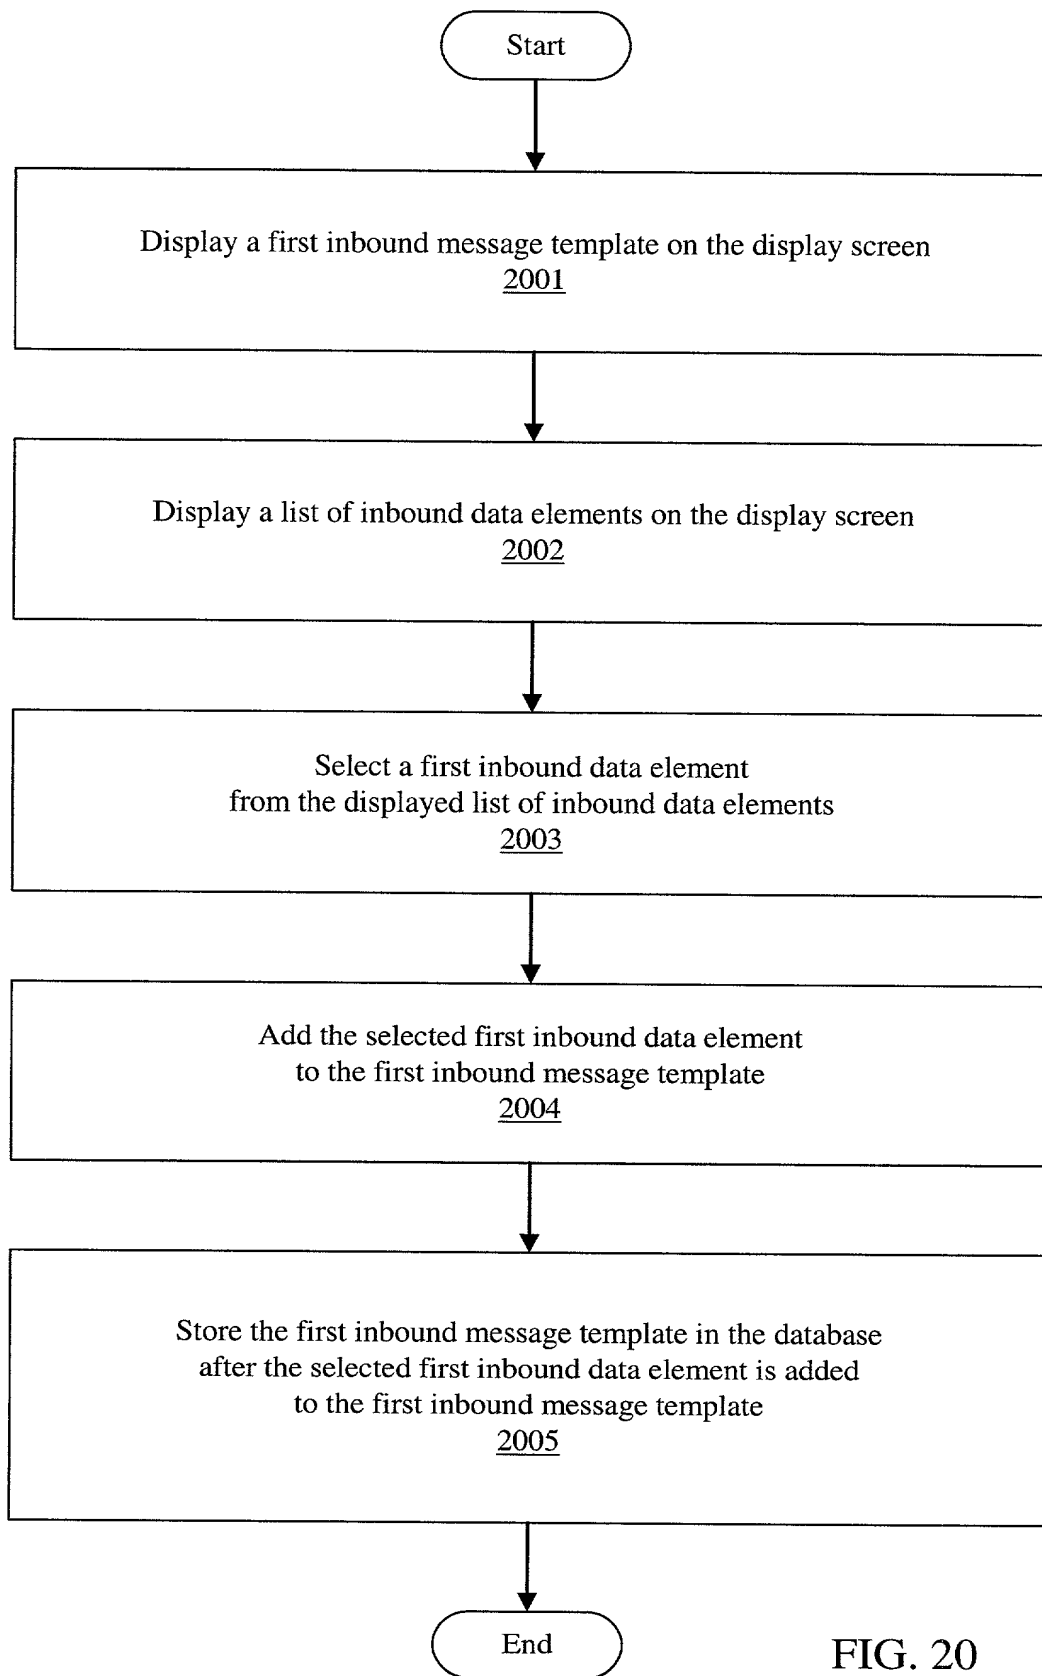 Start
Display a first inbound message template on the display screen
2001
Display a list of inbound data elements on the display screen
2002
Select a first inbound data element
from the displayed list of inbound data elements
2003
Add the selected first inbound data element
to the first inbound message template
2004
Store the first inbound message template in the database
after the selected first inbound data element is added
to the first inbound message template
2005
End
FIG. 20